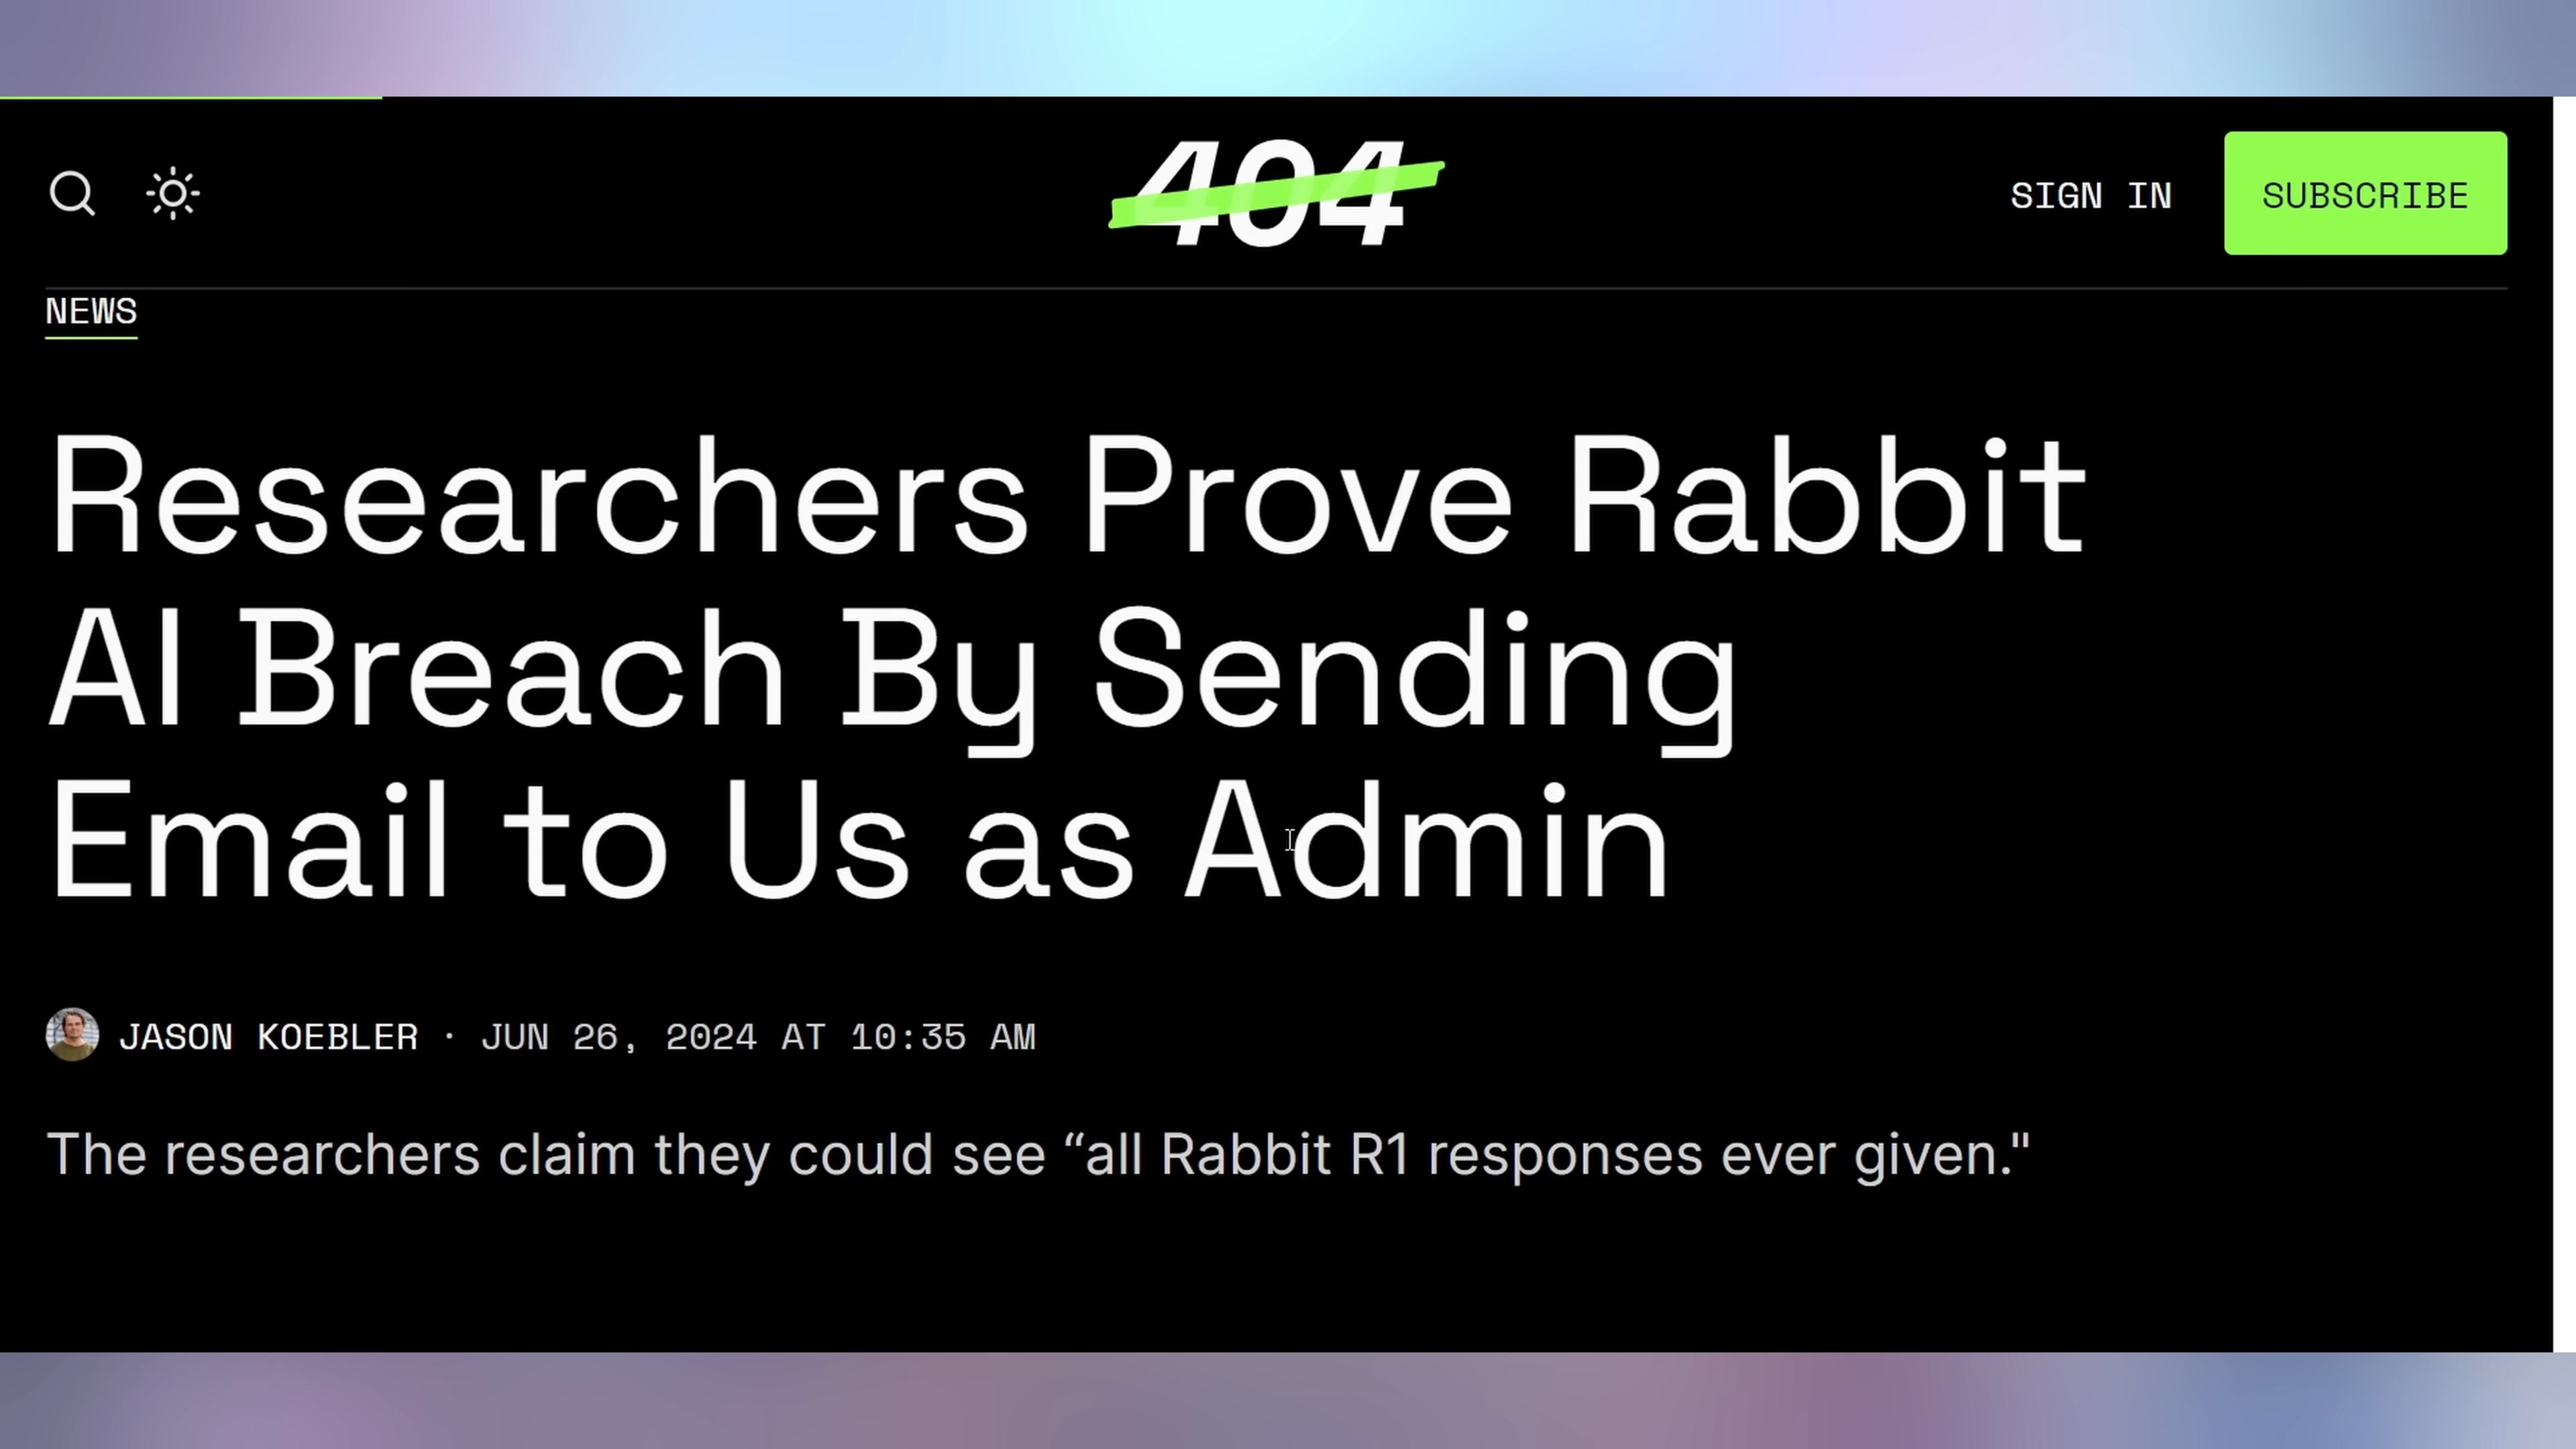 404
SIGN IN
SUBSCRIBE
NEWS
Researchers Prove Rabbit
AI Breach By Sending
Email to Us as Admin
JASON KOEBLER · JUN 26, 2024 AT 10:35 AM
The researchers claim they could see “all Rabbit R1 responses ever given."